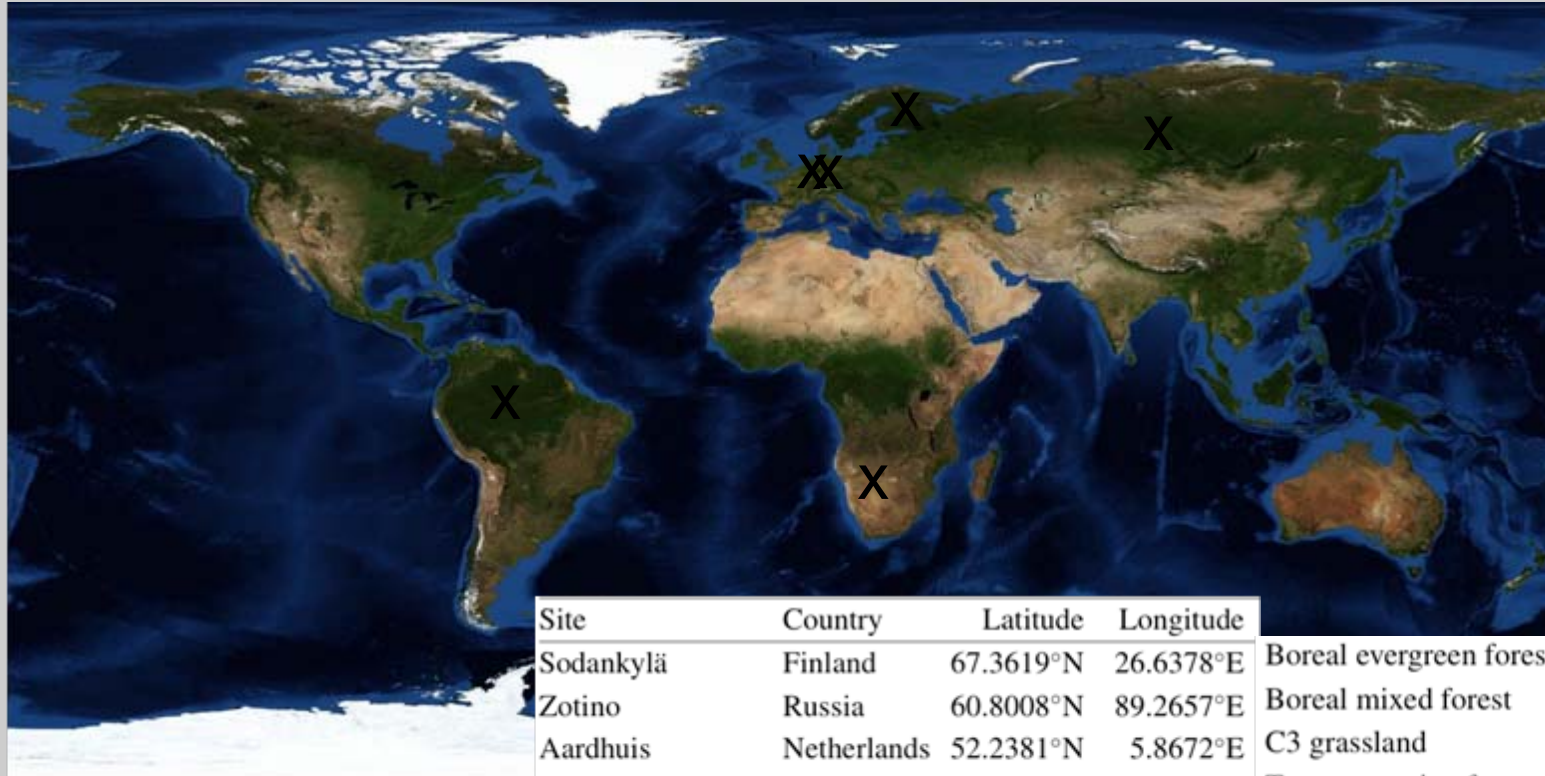 X
X
X X
X
X
Site Country Latitude Longitude
Sodankylä Finland 67.3619°N 26.6378°E Boreal evergreen fores
Zotino Russia 60.8008°N 89.2657°E Boreal mixed forest
Aardhuis Netherlands 52.2381°N 5.8672°E C3 grassland